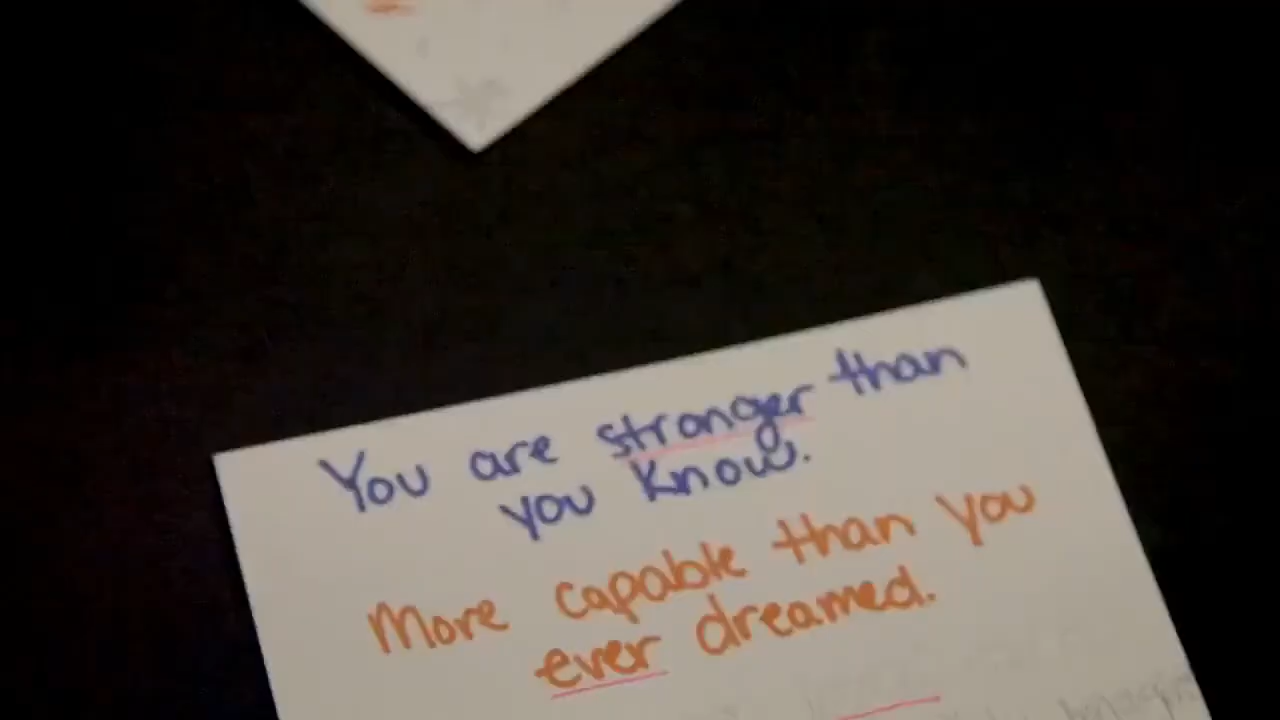 You are stronger than
you know.
More capable than you
ever dreamed.